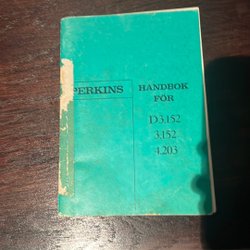 PERKINS
HANDBOK
FÖR
D3.152
3.152
4.203